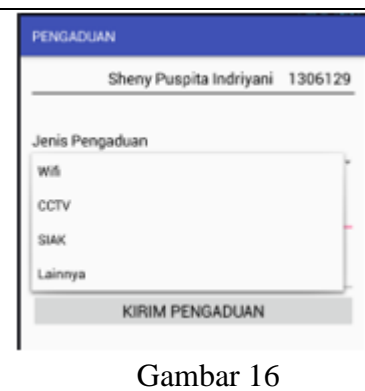 PENGADUAN
Sheny Puspita Indriyani 1306129
Jenis Pengaduan
Wifi
CCTV
SIAK
Lainnya
KIRIM PENGADUAN
Gambar 16